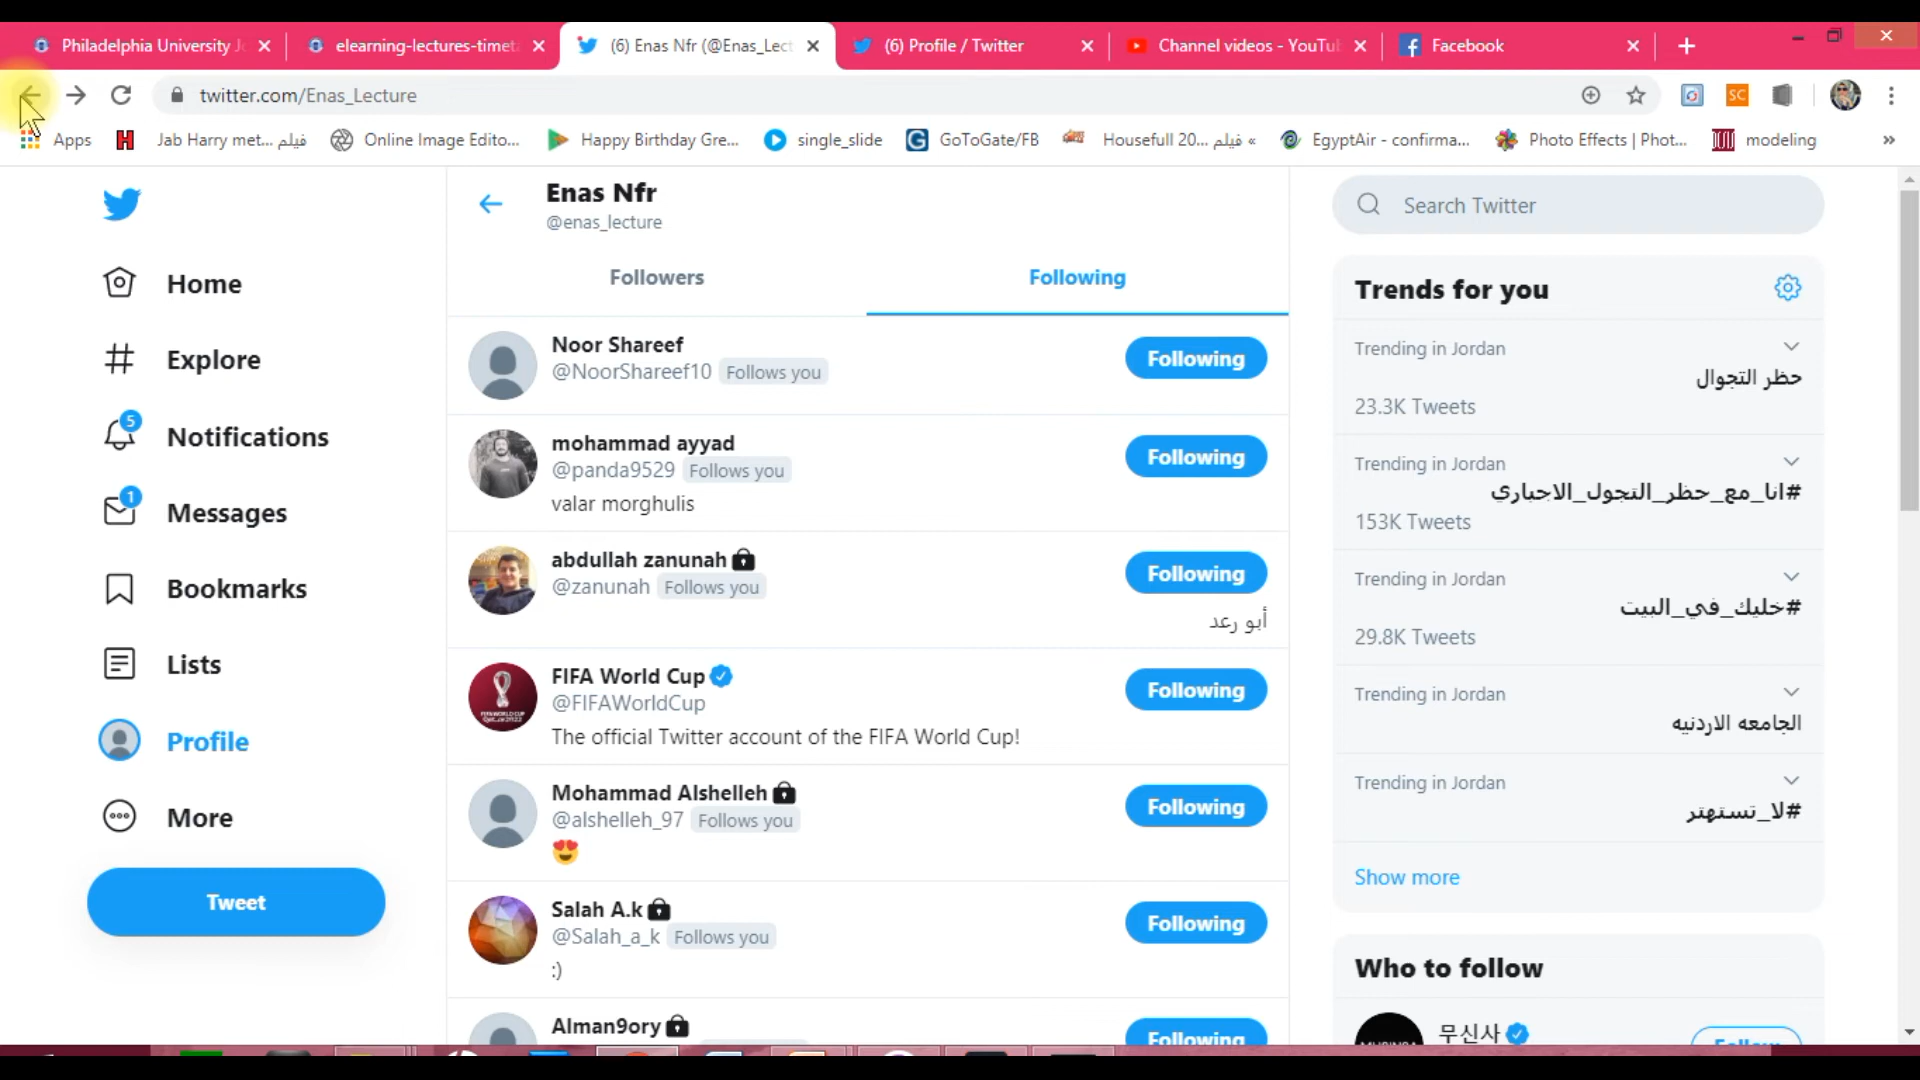 Philadelphia University J
elearning-lectures-timeta
(6) Enas Nfr (@Enas_Lect
(6) Profile / Twitter
Channel videos - YouTu
Facebook
twitter.com/Enas_Lecture
SC
Apps
Jab Harry met... فيلم
Online Image Edito...
Happy Birthday Gre...
single_slide
GoToGate/FB
Housefull 20... فيلم »
EgyptAir - confirma...
Photo Effects | Phot...
modeling
»
Home
Explore
5
Notifications
1
Messages
Bookmarks
Lists
Profile
More
Tweet
Enas Nfr
@enas_lecture
Followers
Following
Noor Shareef
@NoorShareef10 Follows you
Following
mohammad ayyad
@panda9529 Follows you
valar morghulis
Following
abdullah zanunah
@zanunah Follows you
أبو رعد
Following
FIFA World Cup
@FIFAWorldCup
The official Twitter account of the FIFA World Cup!
Following
Mohammad Alshelleh
@alshelleh_97 Follows you
😍
Following
Salah A.k
@Salah_a_k Follows you
:)
Following
Alman9ory
Following
Search Twitter
Trends for you
Trending in Jordan
حظر التجوال
23.3K Tweets
Trending in Jordan
#انا_مع_حظر_التجول_الاجباري
153K Tweets
Trending in Jordan
#خليك_في_البيت
29.8K Tweets
Trending in Jordan
الجامعه الاردنيه
Trending in Jordan
#لا_تستهتر
Show more
Who to follow
무신사
Follow